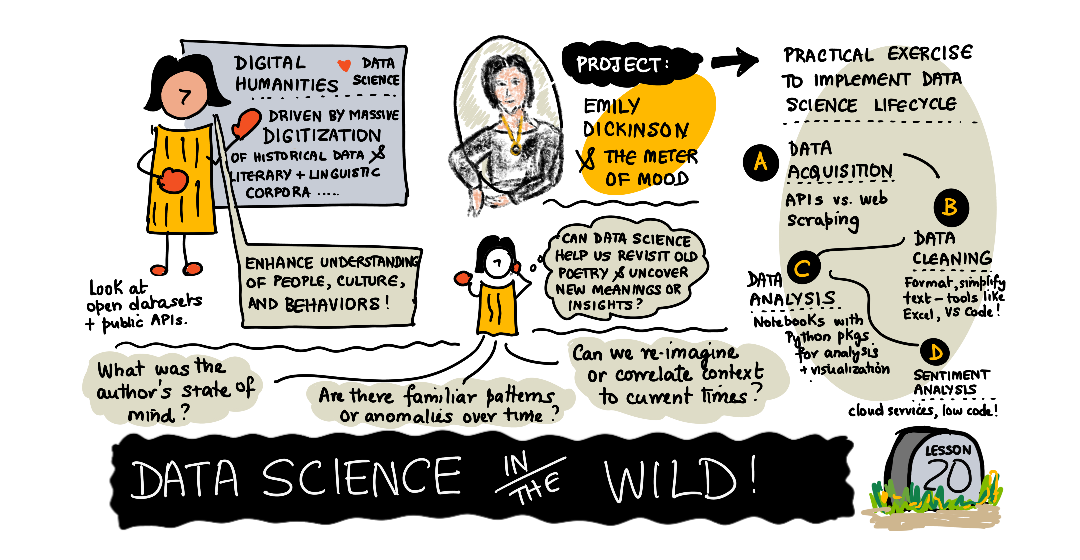 DIGITAL
HUMANITIES
DATA
SCIENCE
DRIVEN BY MASSIVE
DIGITIZATION
OF HISTORICAL DATA &
LITERARY + LINGUISTIC
CORPORA .....
ENHANCE UNDERSTANDING
OF PEOPLE, CULTURE,
AND BEHAVIORS!
Look at
open datasets
+ public APIs.
PROJECT:
EMILY
DICKINSON
& THE METER
OF MOOD
CAN DATA SCIENCE
HELP US REVISIT OLD
POETRY & UNCOVER
NEW MEANINGS OR
INSIGHTS?
What was the
author's state of
mind?
Are there familiar patterns
or anomalies over time?
Can we re-imagine
or correlate context
to current times?
PRACTICAL EXERCISE
TO IMPLEMENT DATA
SCIENCE LIFECYCLE
A
DATA
ACQUISITION
APIs vs. web
scraping
B
DATA
CLEANING
Format, simplify
text - tools like
Excel, VS Code!
C
DATA
ANALYSIS
Notebooks with
Python pkgs
for analysis
+ visualization
D
SENTIMENT
ANALYSIS
cloud services, low code!
DATA SCIENCE IN THE WILD!
LESSON
20